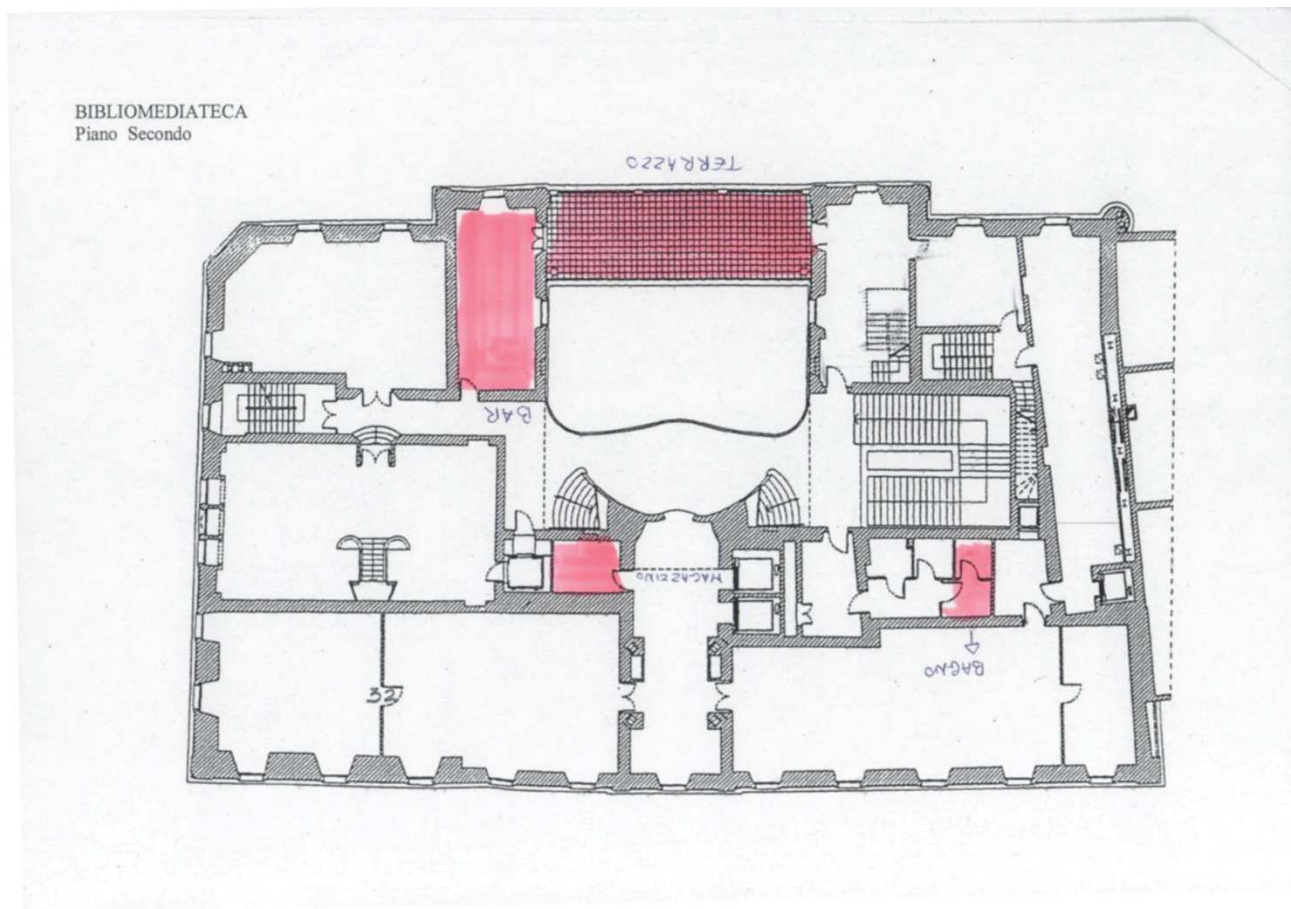 BIBLIOMEDIATECA
Piano Secondo
TERRAZZO
BAR
MAGAZZINO
BAGNO
32